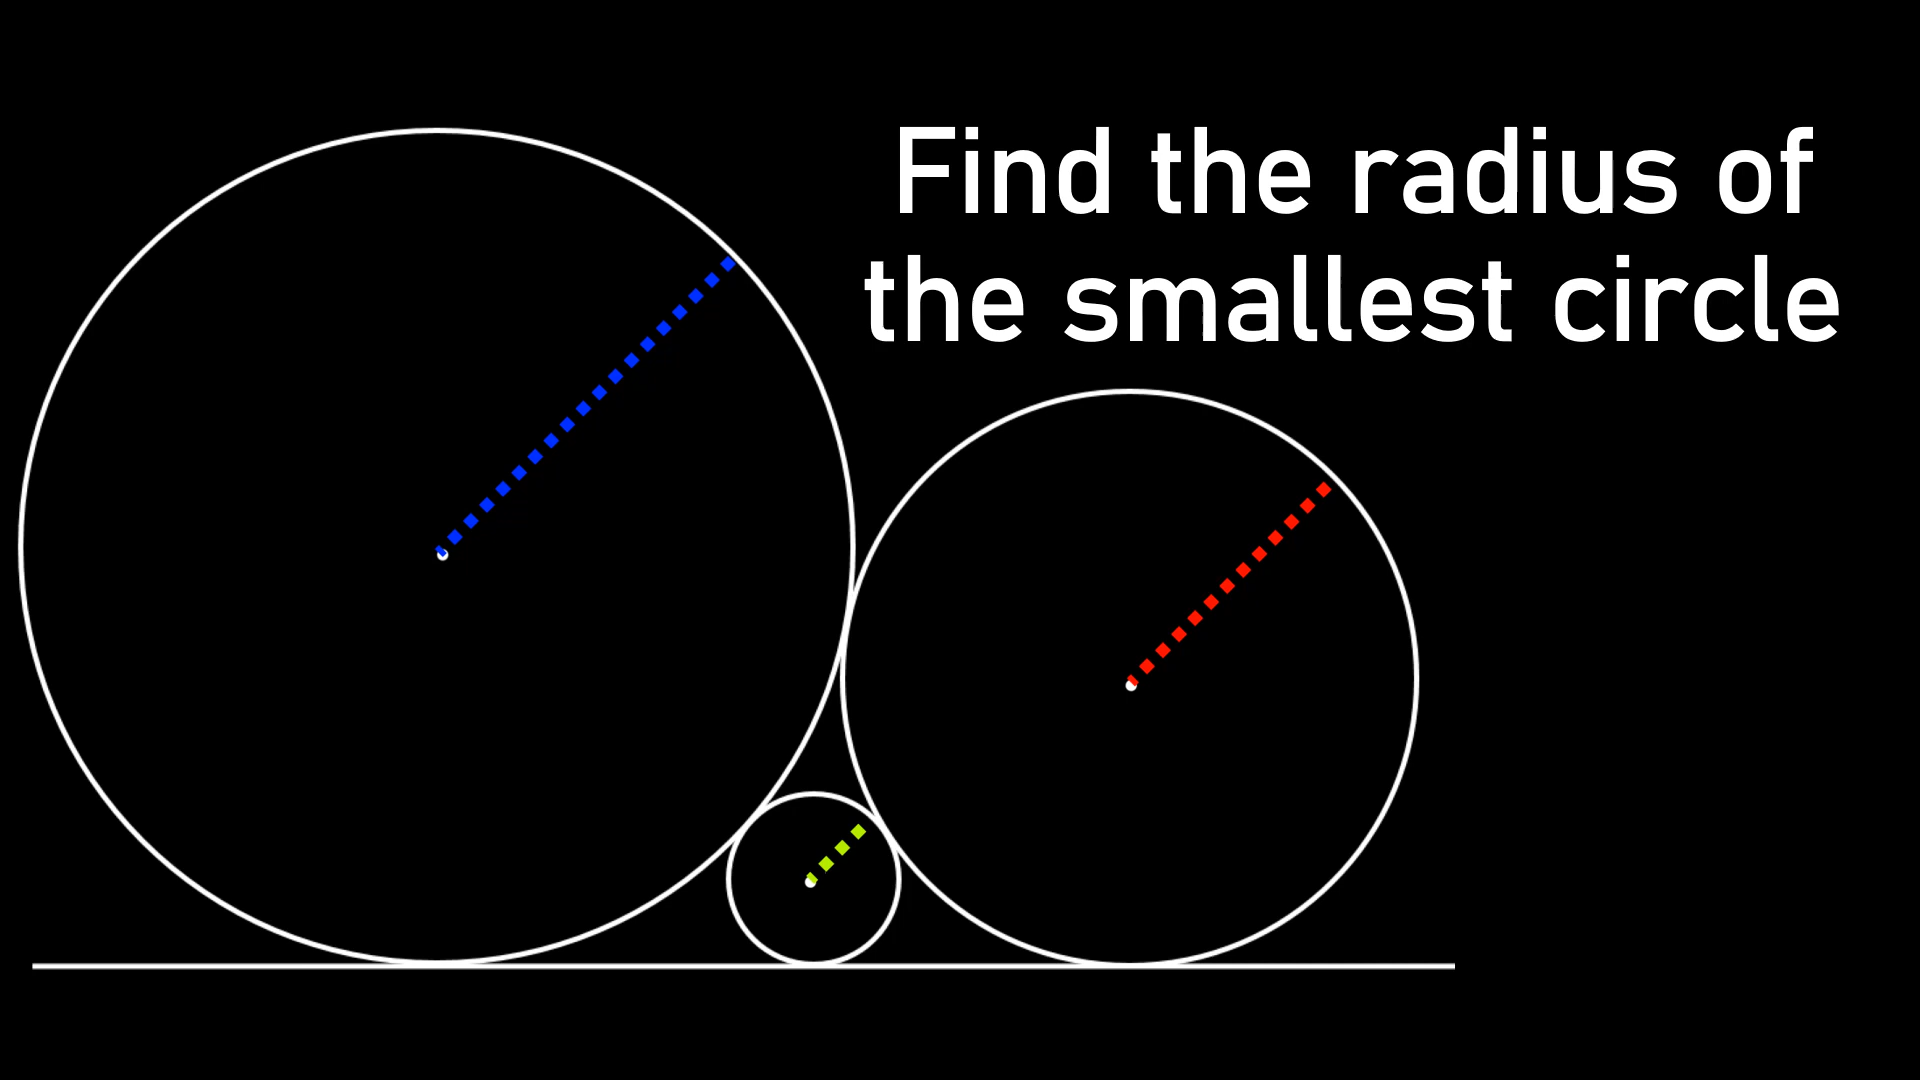 Find the radius of
the smallest circle